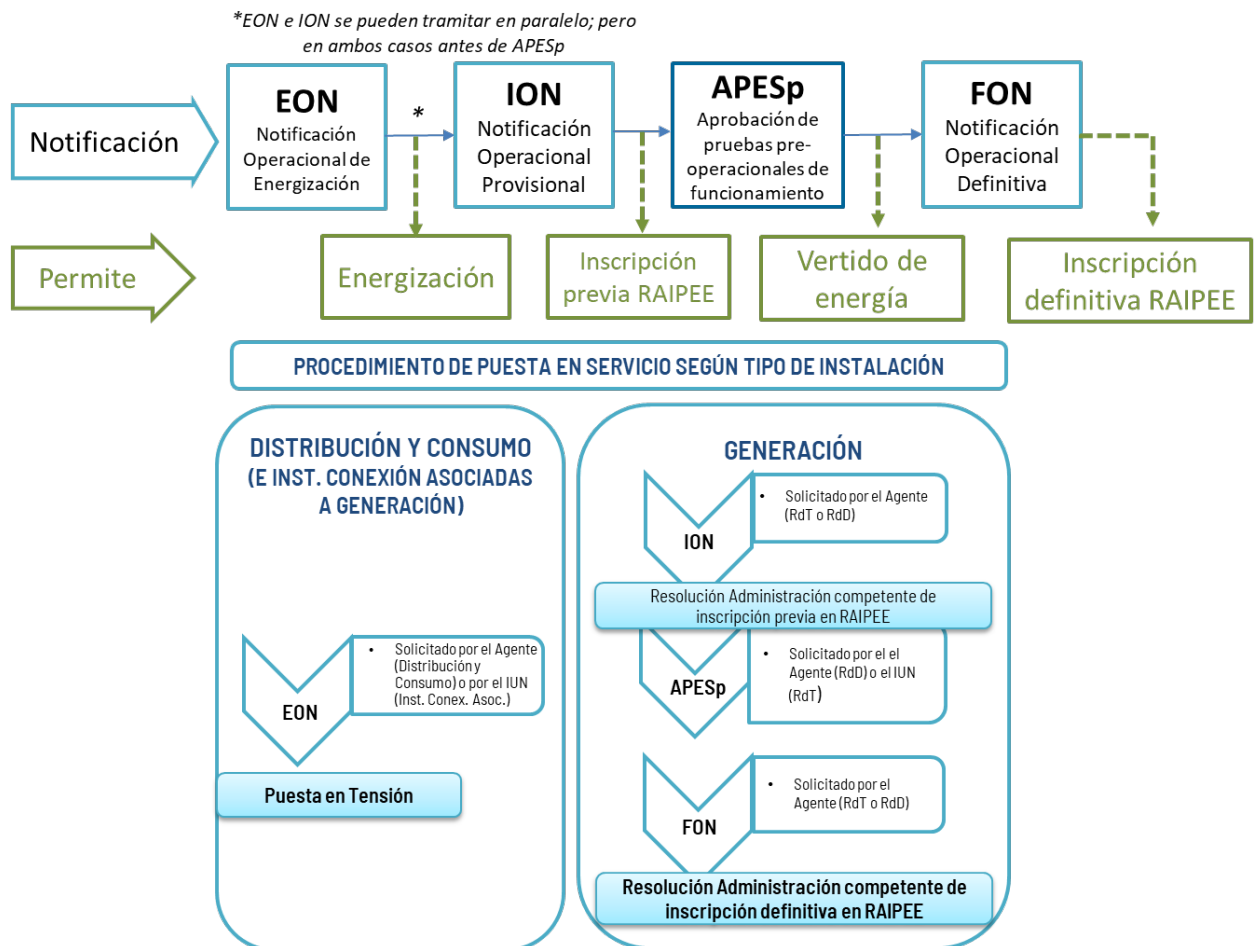 *EON e ION se pueden tramitar en paralelo; pero
en ambos casos antes de APESp
Notificación
EON
Notificación
Operacional de
Energización
*
ION
Notificación
Operacional
Provisional
APESp
Aprobación de
pruebas pre-
operacionales de
funcionamiento
FON
Notificación
Operacional
Definitiva
Permite
Energización
Inscripción
previa RAIPEE
Vertido de
energía
Inscripción
definitiva RAIPEE
PROCEDIMIENTO DE PUESTA EN SERVICIO SEGÚN TIPO DE INSTALACIÓN
DISTRIBUCIÓN Y CONSUMO
(E INST. CONEXIÓN ASOCIADAS
A GENERACIÓN)
EON
• Solicitado por el Agente
(Distribución y
Consumo) o por el IUN
(Inst. Conex. Asoc.)
Puesta en Tensión
GENERACIÓN
ION
• Solicitado por el Agente
(RdT o RdD)
Resolución Administración competente de
inscripción previa en RAIPEE
APESp
• Solicitado por el el
Agente (RdD) o el IUN
(RdT)
FON
• Solicitado por el
Agente (RdT o RdD)
Resolución Administración competente de
inscripción definitiva en RAIPEE